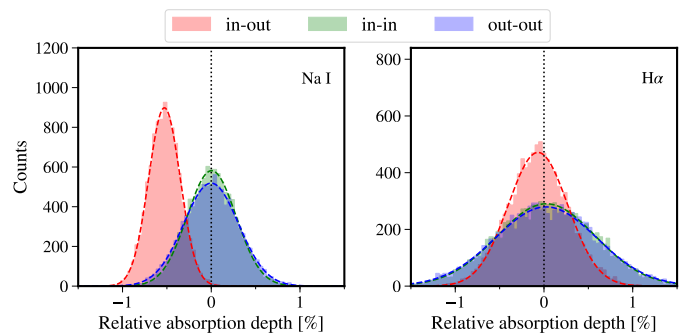 in-out in-in out-out
1200
1000
800
600
400
200
0
Counts
Na I
−1 0 1
Relative absorption depth [%]
800
600
400
200
0
Hα
−1 0 1
Relative absorption depth [%]